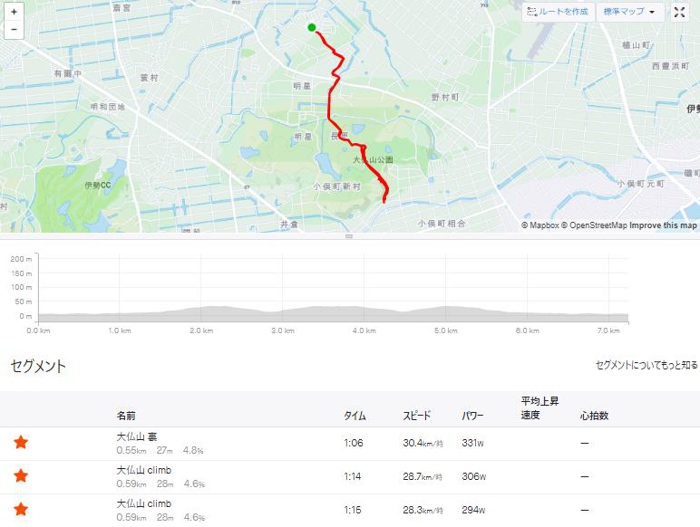 +
-
斎宮
ルートを作成
標準マップ
植山町
西豊浜町
有爾中
蓑村
明星
野村町
明和団地
明星
大仏山公園
伊勢CC
小俣町新村
小俣町元町
井倉
小俣町相合
© Mapbox © OpenStreetMap Improve this map
200 m
150 m
100 m
50 m
0 m
0.0 km 1.0 km 2.0 km 3.0 km 4.0 km 5.0 km 6.0 km 7.0 km
セグメント
セグメントについてもっと知る
名前 タイム スピード パワー 平均上昇速度 心拍数
大仏山 裏 1:06 30.4km/時 331W —
0.55km 27m 4.8%
大仏山 climb 1:14 28.7km/時 306W —
0.59km 28m 4.6%
大仏山 climb 1:15 28.3km/時 294W —
0.59km 28m 4.6%